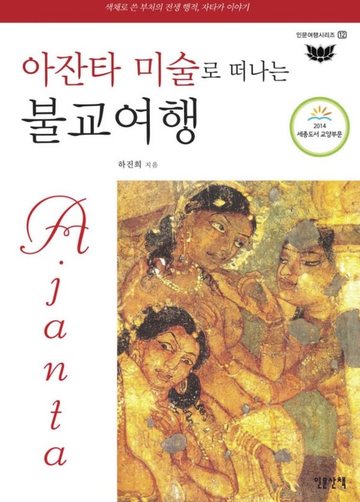 색채로 쓴 부처의 전생 행적, 자타카 이야기
인문여행시리즈 12
아잔타 미술로 떠나는
불교여행
2014
세종도서 교양부문
하진희 지음
Ajanta
인문산책